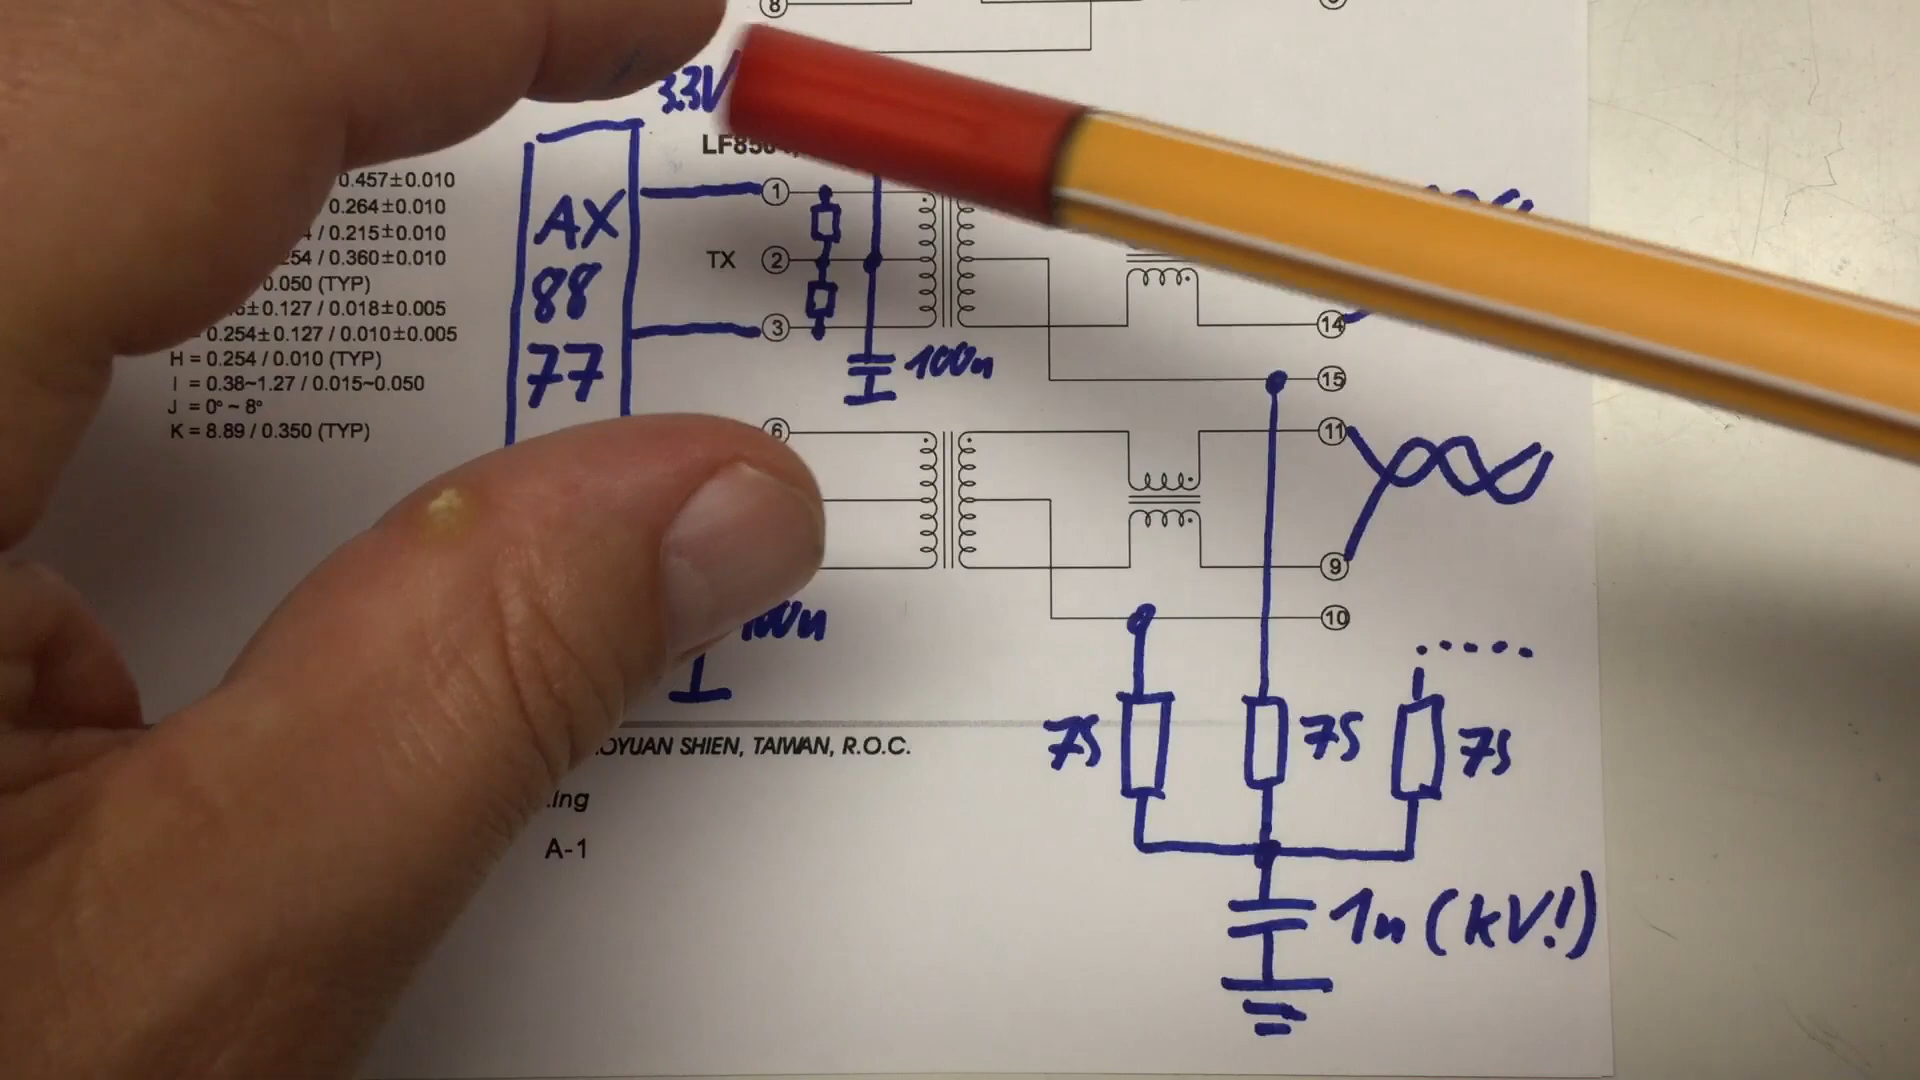 8
3.3V
LF85
1
0.457±0.010
/ 0.264±0.010
AX
/ 0.215±0.010
TX 2
254 / 0.360±0.010
0.050 (TYP)
88
±0.127 / 0.018±0.005
3
14
0.254±0.127 / 0.010±0.005
H = 0.254 / 0.010 (TYP)
77
100n
I = 0.38~1.27 / 0.015~0.050
15
J = 0° ~ 8°
K = 8.89 / 0.350 (TYP)
6
11
9
100n
10
.....
75
75
75
OYUAN SHIEN, TAIWAN, R.O.C.
ing
A-1
1n (kV!)